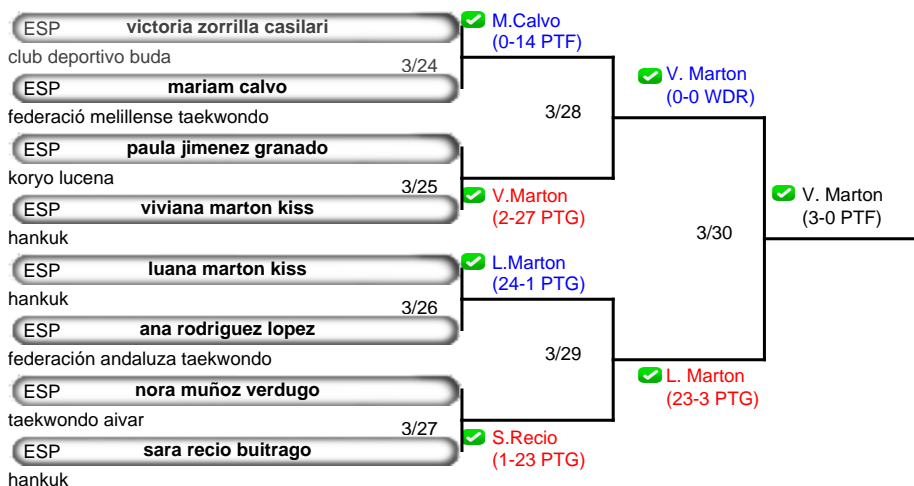 ESP victoria zorrilla casilari
club deportivo buda
3/24
ESP mariam calvo
federació melillense taekwondo
M.Calvo
(0-14 PTF)
3/28
ESP paula jimenez granado
koryo lucena
3/25
ESP viviana marton kiss
hankuk
V.Marton
(2-27 PTG)
V. Marton
(0-0 WDR)
ESP luana marton kiss
hankuk
3/26
ESP ana rodriguez lopez
federación andaluza taekwondo
L.Marton
(24-1 PTG)
3/29
ESP nora muñoz verdugo
taekwondo aivar
3/27
ESP sara recio buitrago
hankuk
S.Recio
(1-23 PTG)
L. Marton
(23-3 PTG)
3/30
V. Marton
(3-0 PTF)